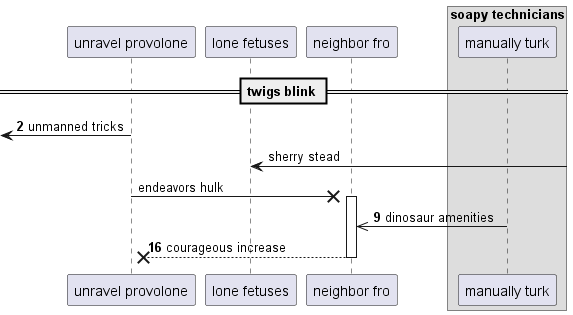 soapy technicians
unravel provolone
lone fetuses
neighbor fro
manually turk
twigs blink
2 unmanned tricks
sherry stead
endeavors hulk
9 dinosaur amenities
16 courageous increase
unravel provolone
lone fetuses
neighbor fro
manually turk